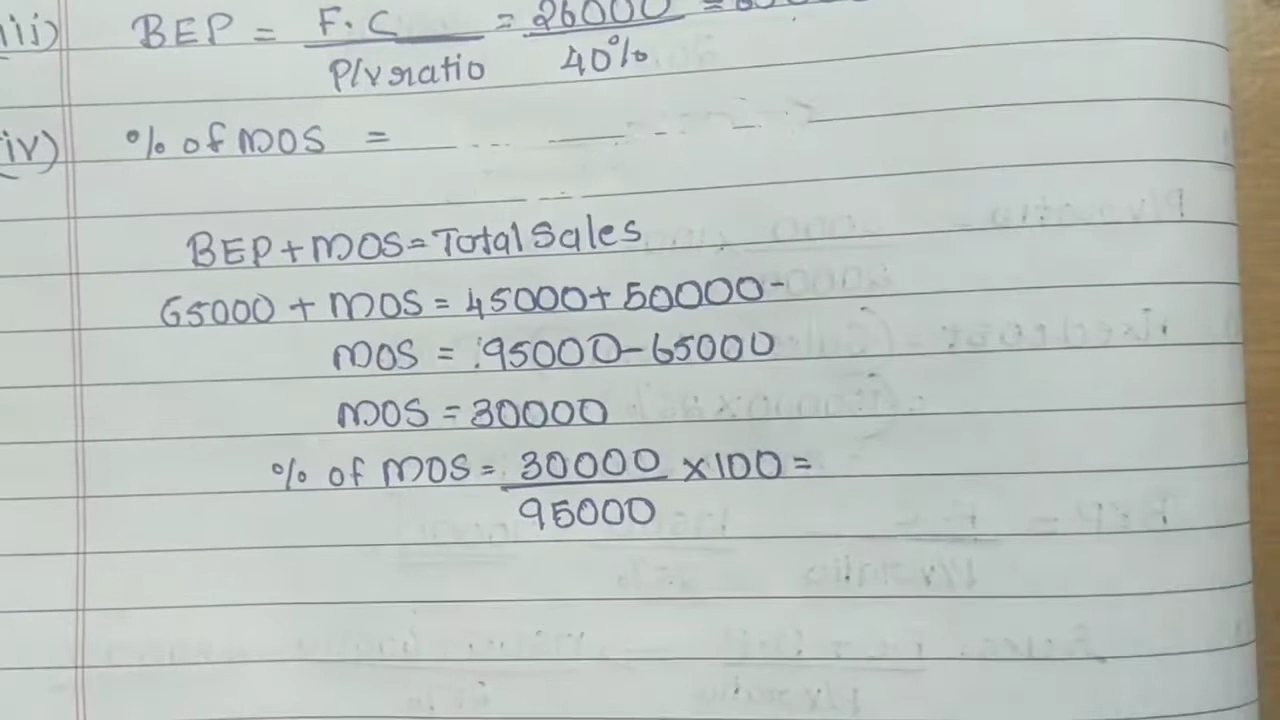 iii) BEP = F.C / P/v ratio = 26000 / 40% =
iv) % of MOS =
BEP + MOS = Total Sales
65000 + MOS = 45000 + 50000
MOS = 95000 - 65000
MOS = 30000
% of MOS = 30000 / 95000 × 100 =